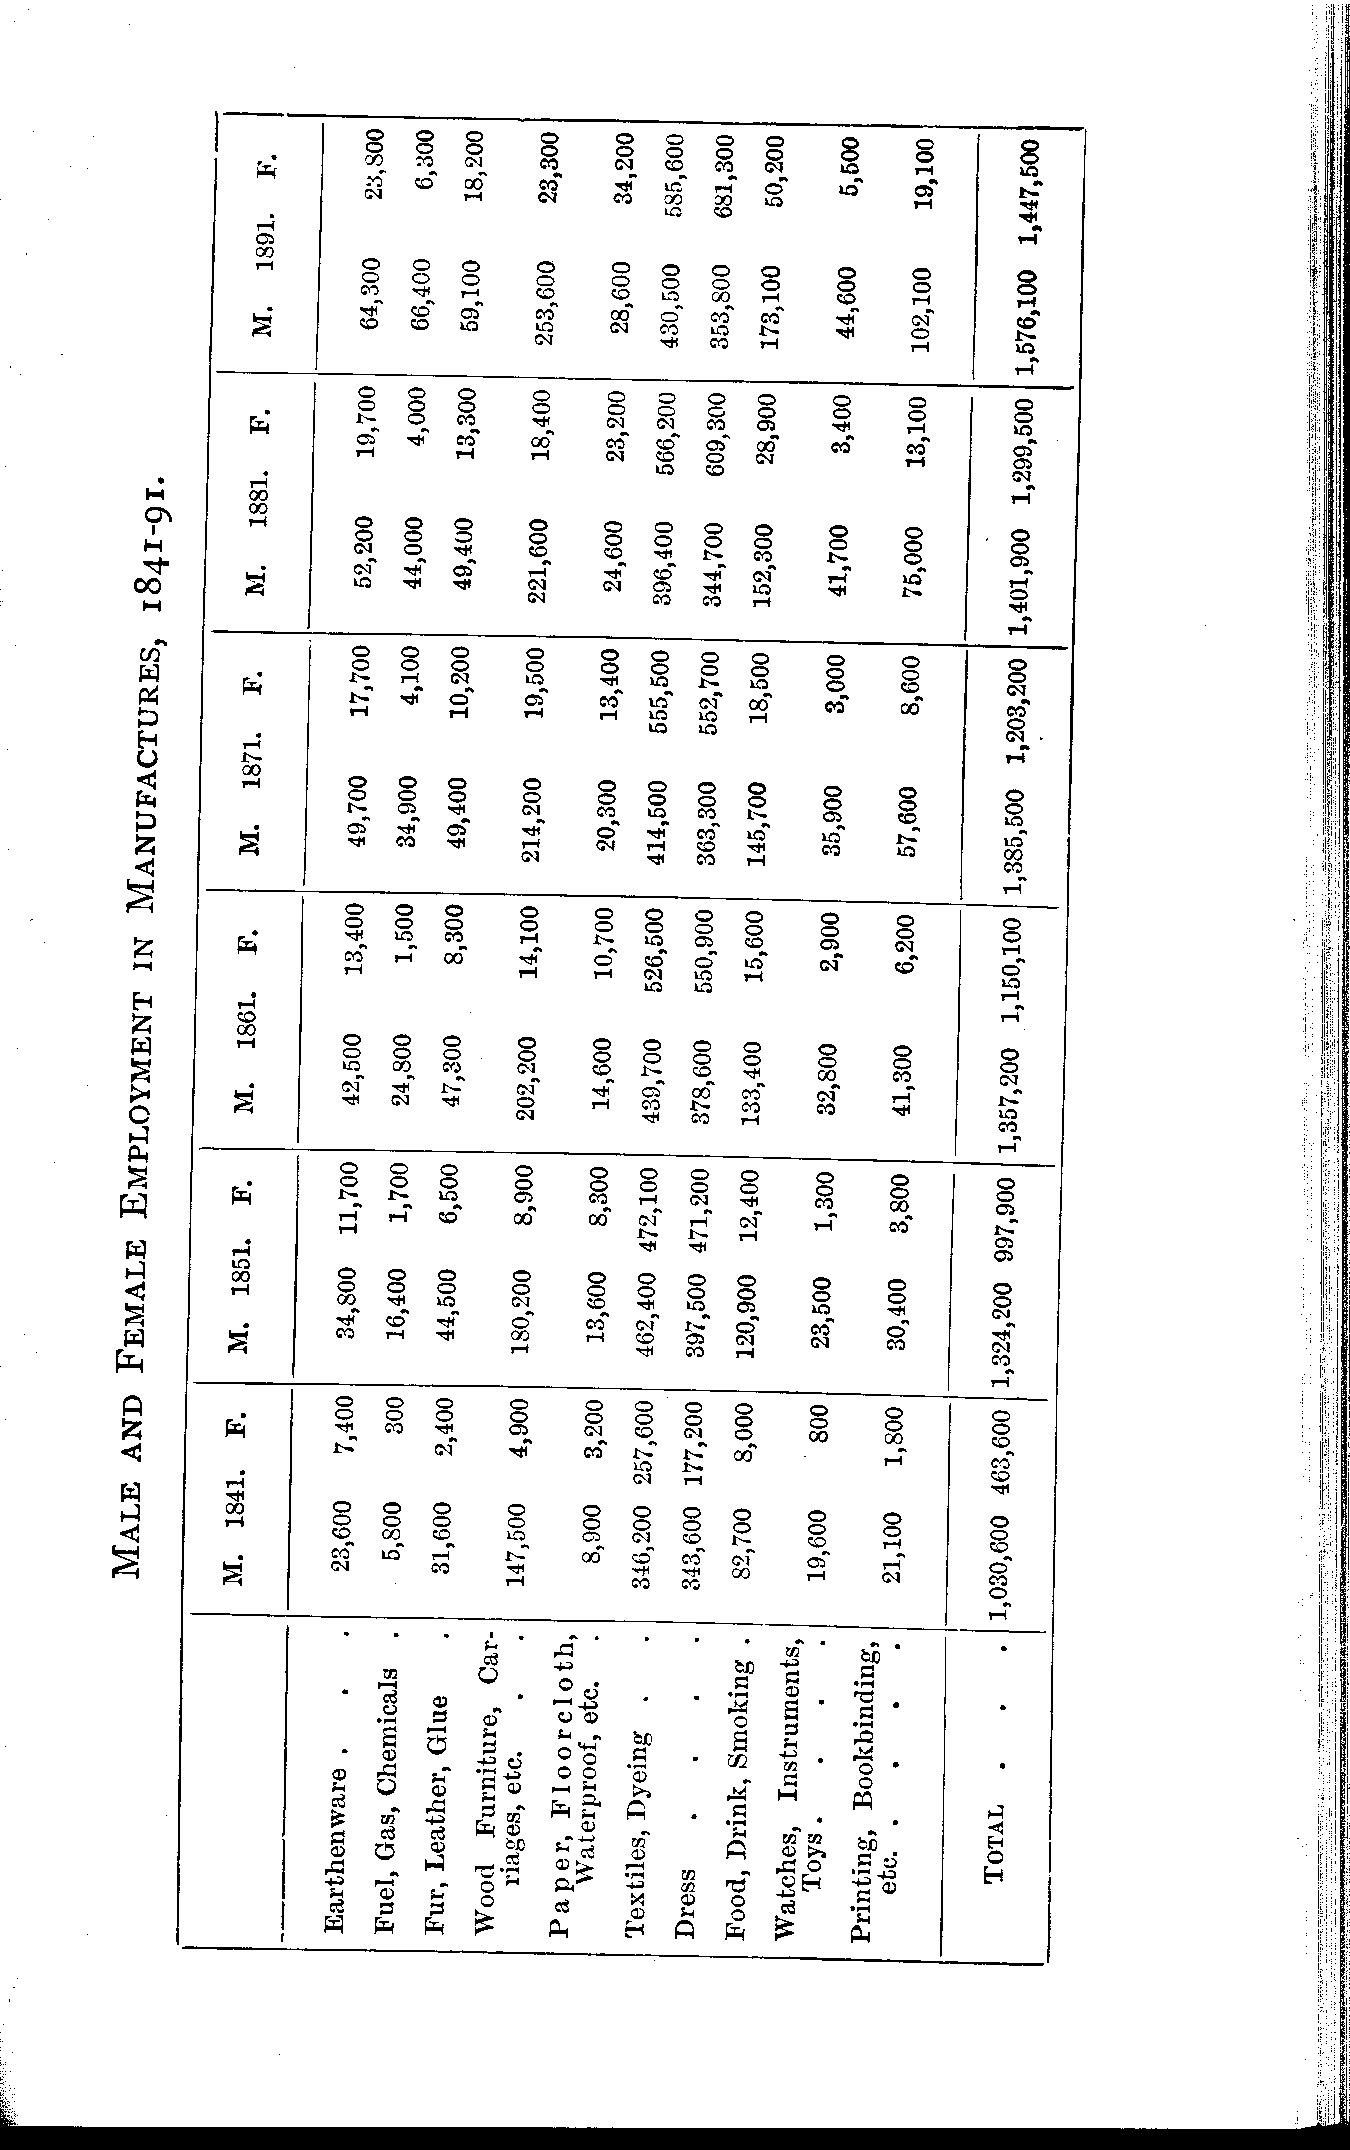 MALE AND FEMALE EMPLOYMENT IN MANUFACTURES, 1841-91.
M. 1841. F. M. 1851. F. M. 1861. F. M. 1871. F. M. 1881. F. M. 1891. F.
Earthenware . . . . 23,600 7,400 34,800 11,700 42,500 13,400 49,700 17,700 52,200 19,700 64,300 23,800
Fuel, Gas, Chemicals . 5,800 300 16,400 1,700 24,800 1,500 34,900 4,100 44,000 4,000 66,400 6,300
Fur, Leather, Glue . 31,600 2,400 44,500 6,500 47,300 8,300 49,400 10,200 49,400 13,300 59,100 18,200
Wood Furniture, Car-
riages, etc. . . 147,500 4,900 180,200 8,900 202,200 14,100 214,200 19,500 221,600 18,400 253,600 23,300
Paper, Floorcloth,
Waterproof, etc. . 8,900 3,200 13,600 8,300 14,600 10,700 20,300 13,400 24,600 23,200 28,600 34,200
Textiles, Dyeing . . 346,200 257,600 462,400 472,100 439,700 526,500 414,500 555,500 396,400 566,200 430,500 585,600
Dress . . . . 343,600 177,200 397,500 471,200 378,600 550,900 363,300 552,700 344,700 609,300 353,800 681,300
Food, Drink, Smoking . 82,700 8,000 120,900 12,400 133,400 15,600 145,700 18,500 152,300 28,900 173,100 50,200
Watches, Instruments,
Toys . . . . 19,600 800 23,500 1,300 32,800 2,900 35,900 3,000 41,700 3,400 44,600 5,500
Printing, Bookbinding,
etc. . . . . 21,100 1,800 30,400 3,800 41,300 6,200 57,600 8,600 75,000 13,100 102,100 19,100
TOTAL . . . 1,030,600 463,600 1,324,200 997,900 1,357,200 1,150,100 1,385,500 1,203,200 1,401,900 1,299,500 1,576,100 1,447,500